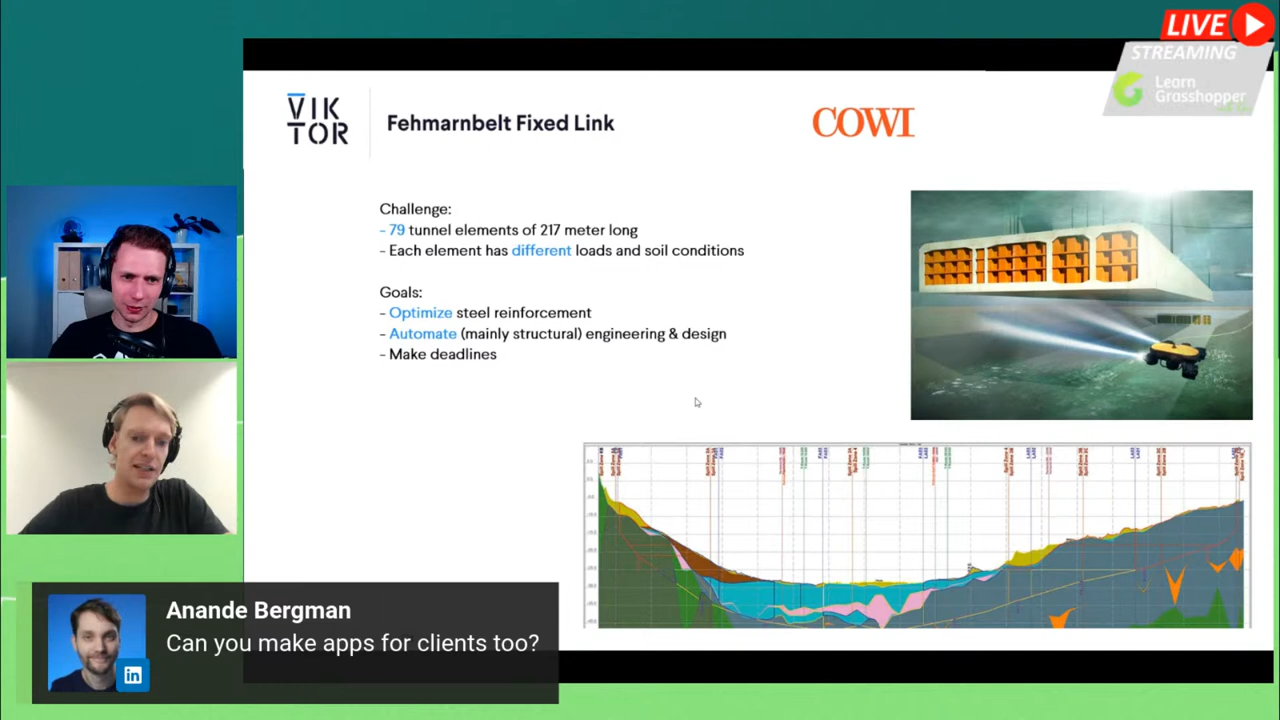 LIVE
STREAMING
Learn
Grasshopper
VIK
TOR
Fehmarnbelt Fixed Link
COWI
Challenge:
- 79 tunnel elements of 217 meter long
- Each element has different loads and soil conditions
Goals:
- Optimize steel reinforcement
- Automate (mainly structural) engineering & design
- Make deadlines
Anande Bergman
in
Can you make apps for clients too?